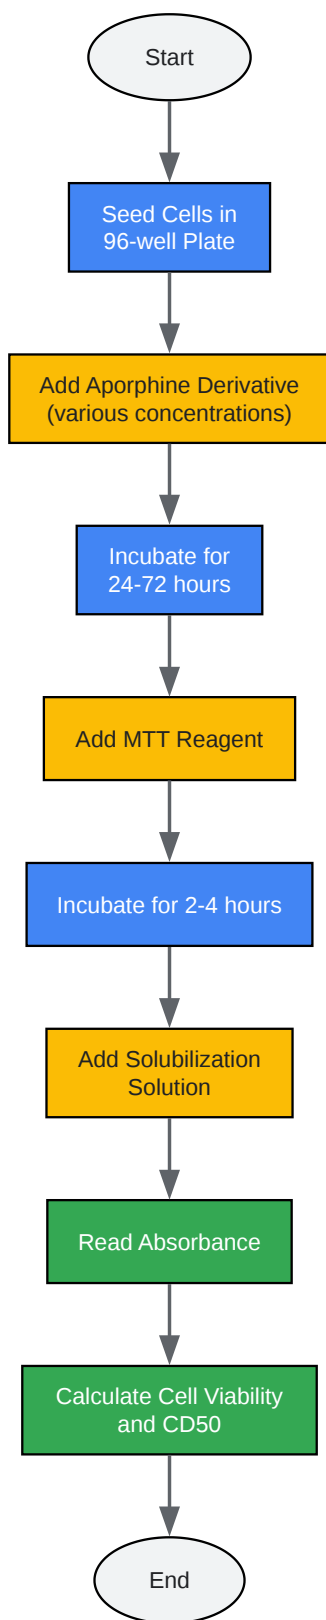 Start
Seed Cells in
96-well Plate
Add Aporphine Derivative
(various concentrations)
Incubate for
24-72 hours
Add MTT Reagent
Incubate for 2-4 hours
Add Solubilization
Solution
Read Absorbance
Calculate Cell Viability
and CD50
End